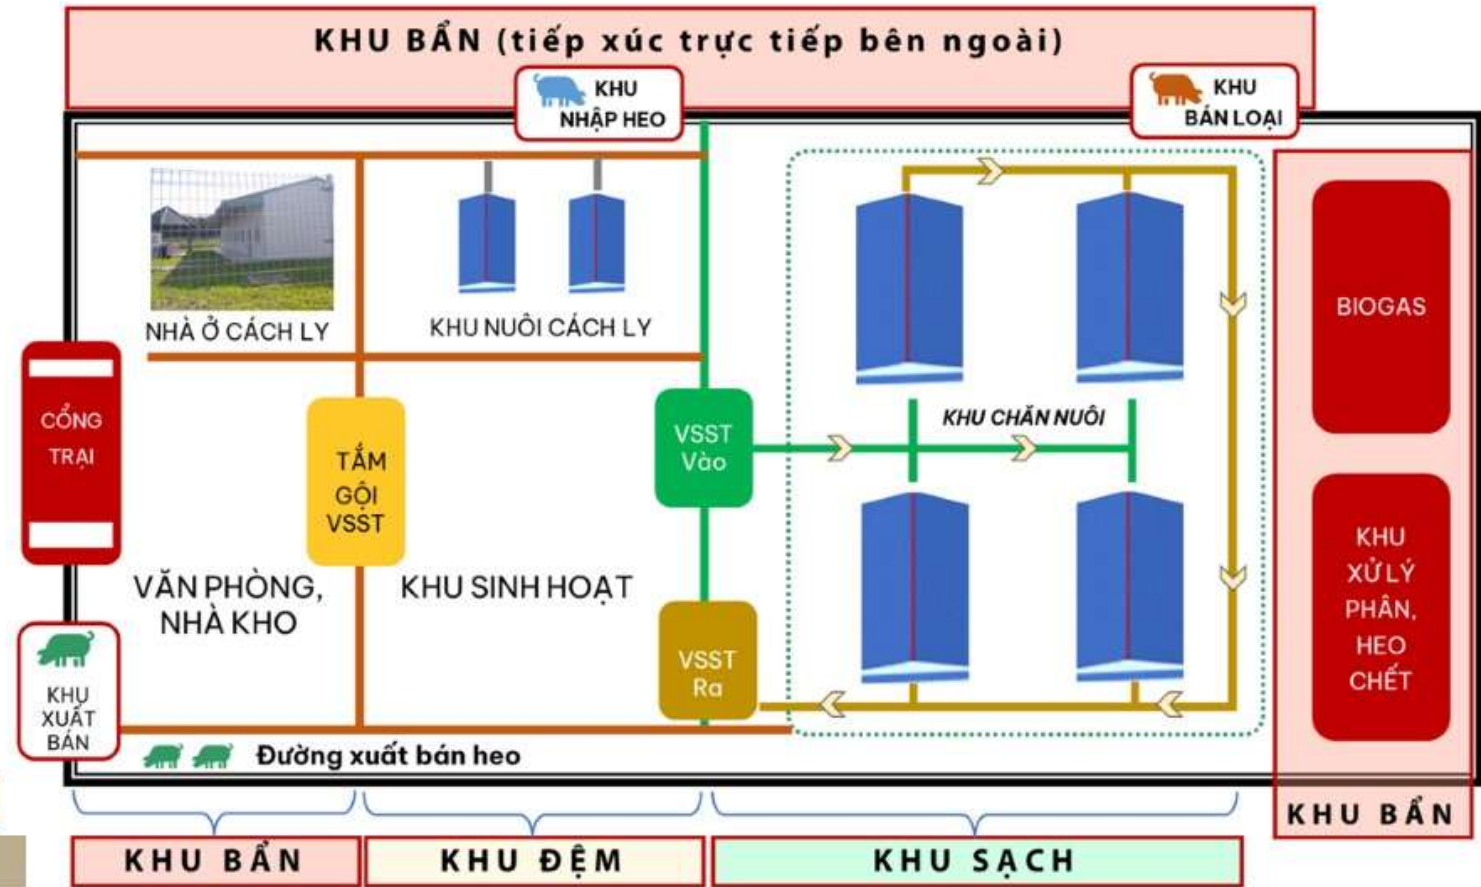 KHU BẨN (tiếp xúc trực tiếp bên ngoài)
KHU
NHẬP HEO
KHU
BÁN LOẠI
NHÀ Ở CÁCH LY
KHU NUÔI CÁCH LY
BIOGAS
CỔNG
TRẠI
TẮM
GỘI
VSST
VSST
Vào
KHU CHĂN NUÔI
VĂN PHÒNG,
NHÀ KHO
KHU SINH HOẠT
VSST
Ra
KHU
XỬ LÝ
PHÂN,
HEO
CHẾT
KHU
XUẤT
BÁN
Đường xuất bán heo
KHU BẨN
KHU BẨN
KHU ĐỆM
KHU SẠCH